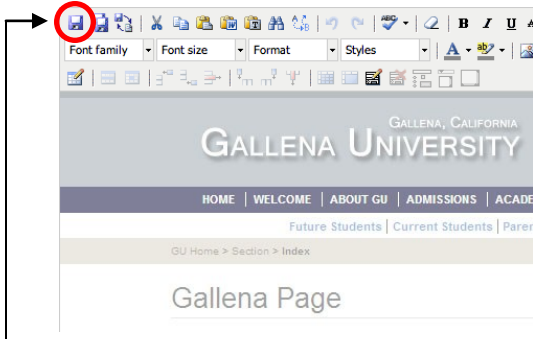 B I U
Font family Font size Format Styles A ab
GALLENA, CALIFORNIA
GALLENA UNIVERSITY
HOME | WELCOME | ABOUT GU | ADMISSIONS | ACADE
Future Students | Current Students | Paren
GU Home > Section > Index
Gallena Page